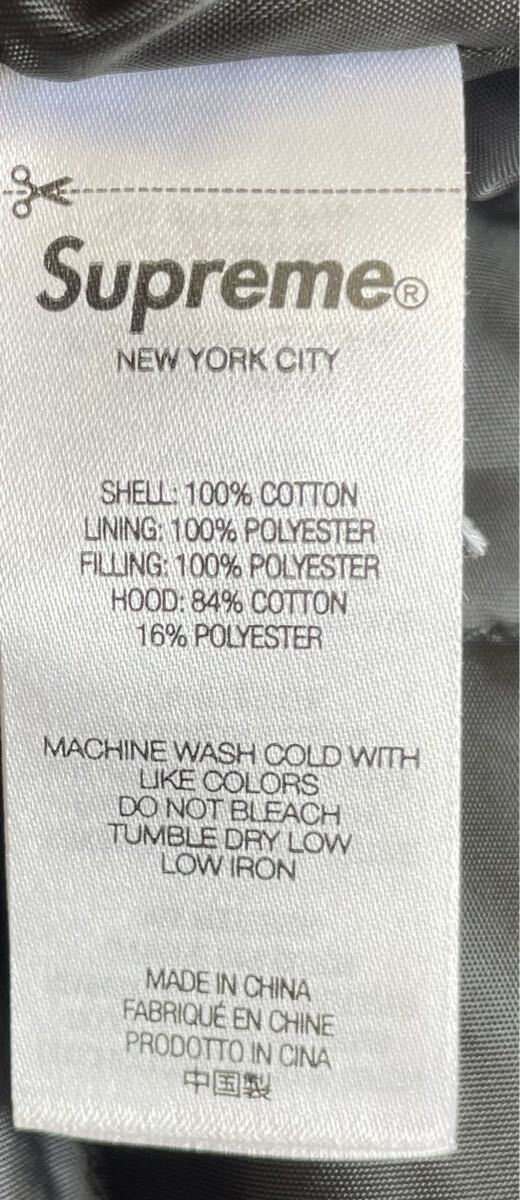 Supreme®
NEW YORK CITY
SHELL: 100% COTTON
LINING: 100% POLYESTER
FILLING: 100% POLYESTER
HOOD: 84% COTTON
16% POLYESTER
MACHINE WASH COLD WITH
LIKE COLORS
DO NOT BLEACH
TUMBLE DRY LOW
LOW IRON
MADE IN CHINA
FABRIQUÉ EN CHINE
PRODOTTO IN CINA
中国製